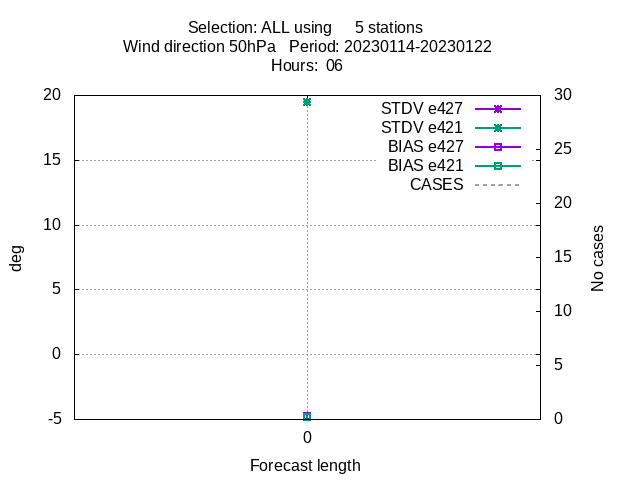 Selection: ALL using     5 stations
Wind direction 50hPa   Period: 20230114-20230122
Hours:  06
20
15
10
5
0
-5
deg
STDV e427
STDV e421
BIAS e427
BIAS e421
CASES
30
25
20
15
10
5
0
No cases
0
Forecast length